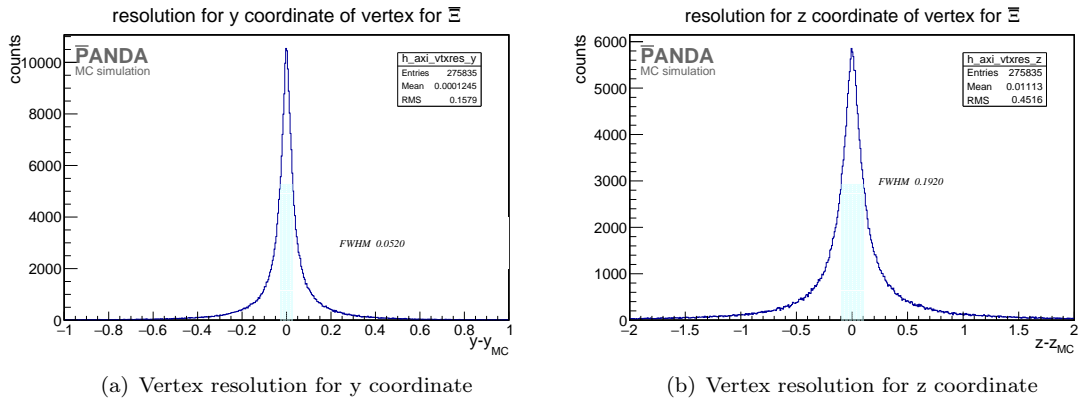 resolution for y coordinate of vertex for Ξ̅
counts
P̅ANDA
MC simulation
h_axi_vtxres_y
Entries 275835
Mean 0.0001245
RMS 0.1579
10000
8000
6000
4000
2000
0
FWHM 0.0520
−1 −0.8 −0.6 −0.4 −0.2 0 0.2 0.4 0.6 0.8 1
y-yMC
(a) Vertex resolution for y coordinate
resolution for z coordinate of vertex for Ξ̅
counts
P̅ANDA
MC simulation
h_axi_vtxres_z
Entries 275835
Mean 0.01113
RMS 0.4516
6000
5000
4000
3000
2000
1000
0
FWHM 0.1920
−2 −1.5 −1 −0.5 0 0.5 1 1.5 2
z-zMC
(b) Vertex resolution for z coordinate